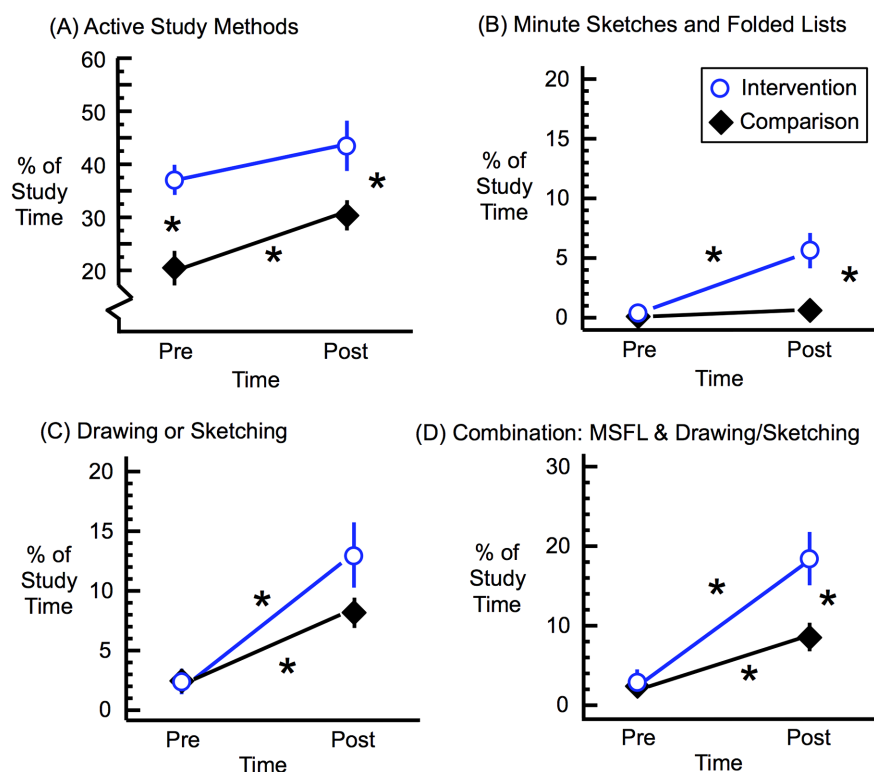 (A) Active Study Methods
60
50
40
30
20
% of
Study
Time
*
*
*
Pre
Post
Time
(B) Minute Sketches and Folded Lists
20
15
10
5
0
% of
Study
Time
Intervention
Comparison
*
*
Pre
Post
Time
(C) Drawing or Sketching
20
15
10
5
0
% of
Study
Time
*
*
Pre
Post
Time
(D) Combination: MSFL & Drawing/Sketching
30
20
10
0
% of
Study
Time
*
*
*
Pre
Post
Time